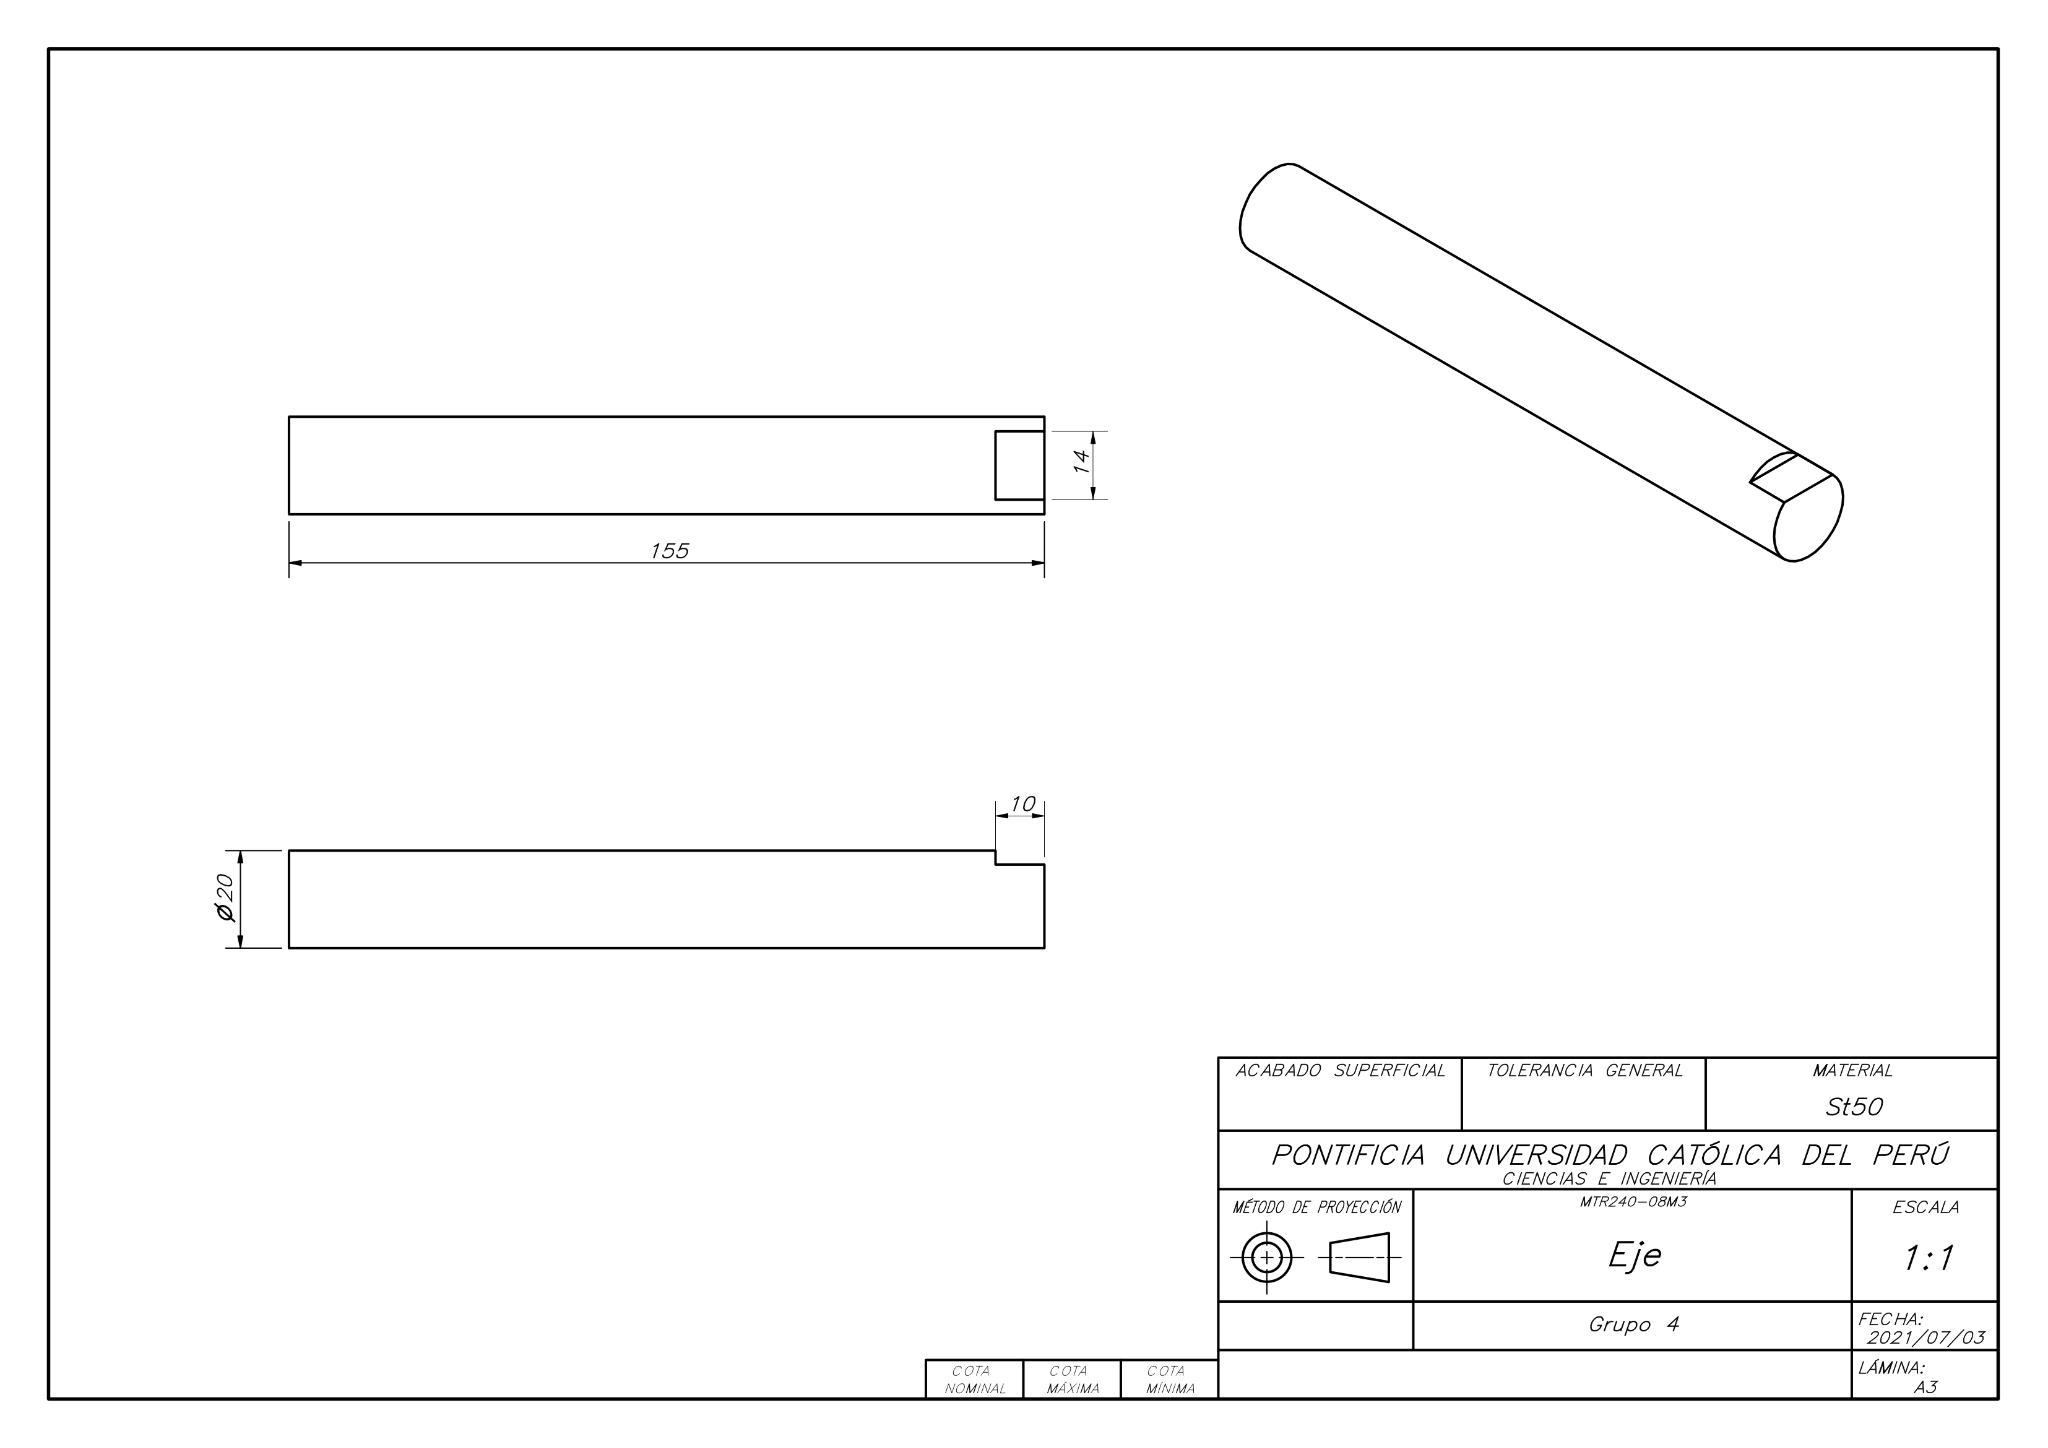 14
155
10
Ø20
ACABADO SUPERFICIAL
TOLERANCIA GENERAL
MATERIAL
St50
PONTIFICIA UNIVERSIDAD CATÓLICA DEL PERÚ
CIENCIAS E INGENIERÍA
MÉTODO DE PROYECCIÓN
MTR240-08M3
Eje
ESCALA
1:1
Grupo 4
FECHA:
2021/07/03
LÁMINA:
A3
COTA
NOMINAL
COTA
MÁXIMA
COTA
MÍNIMA